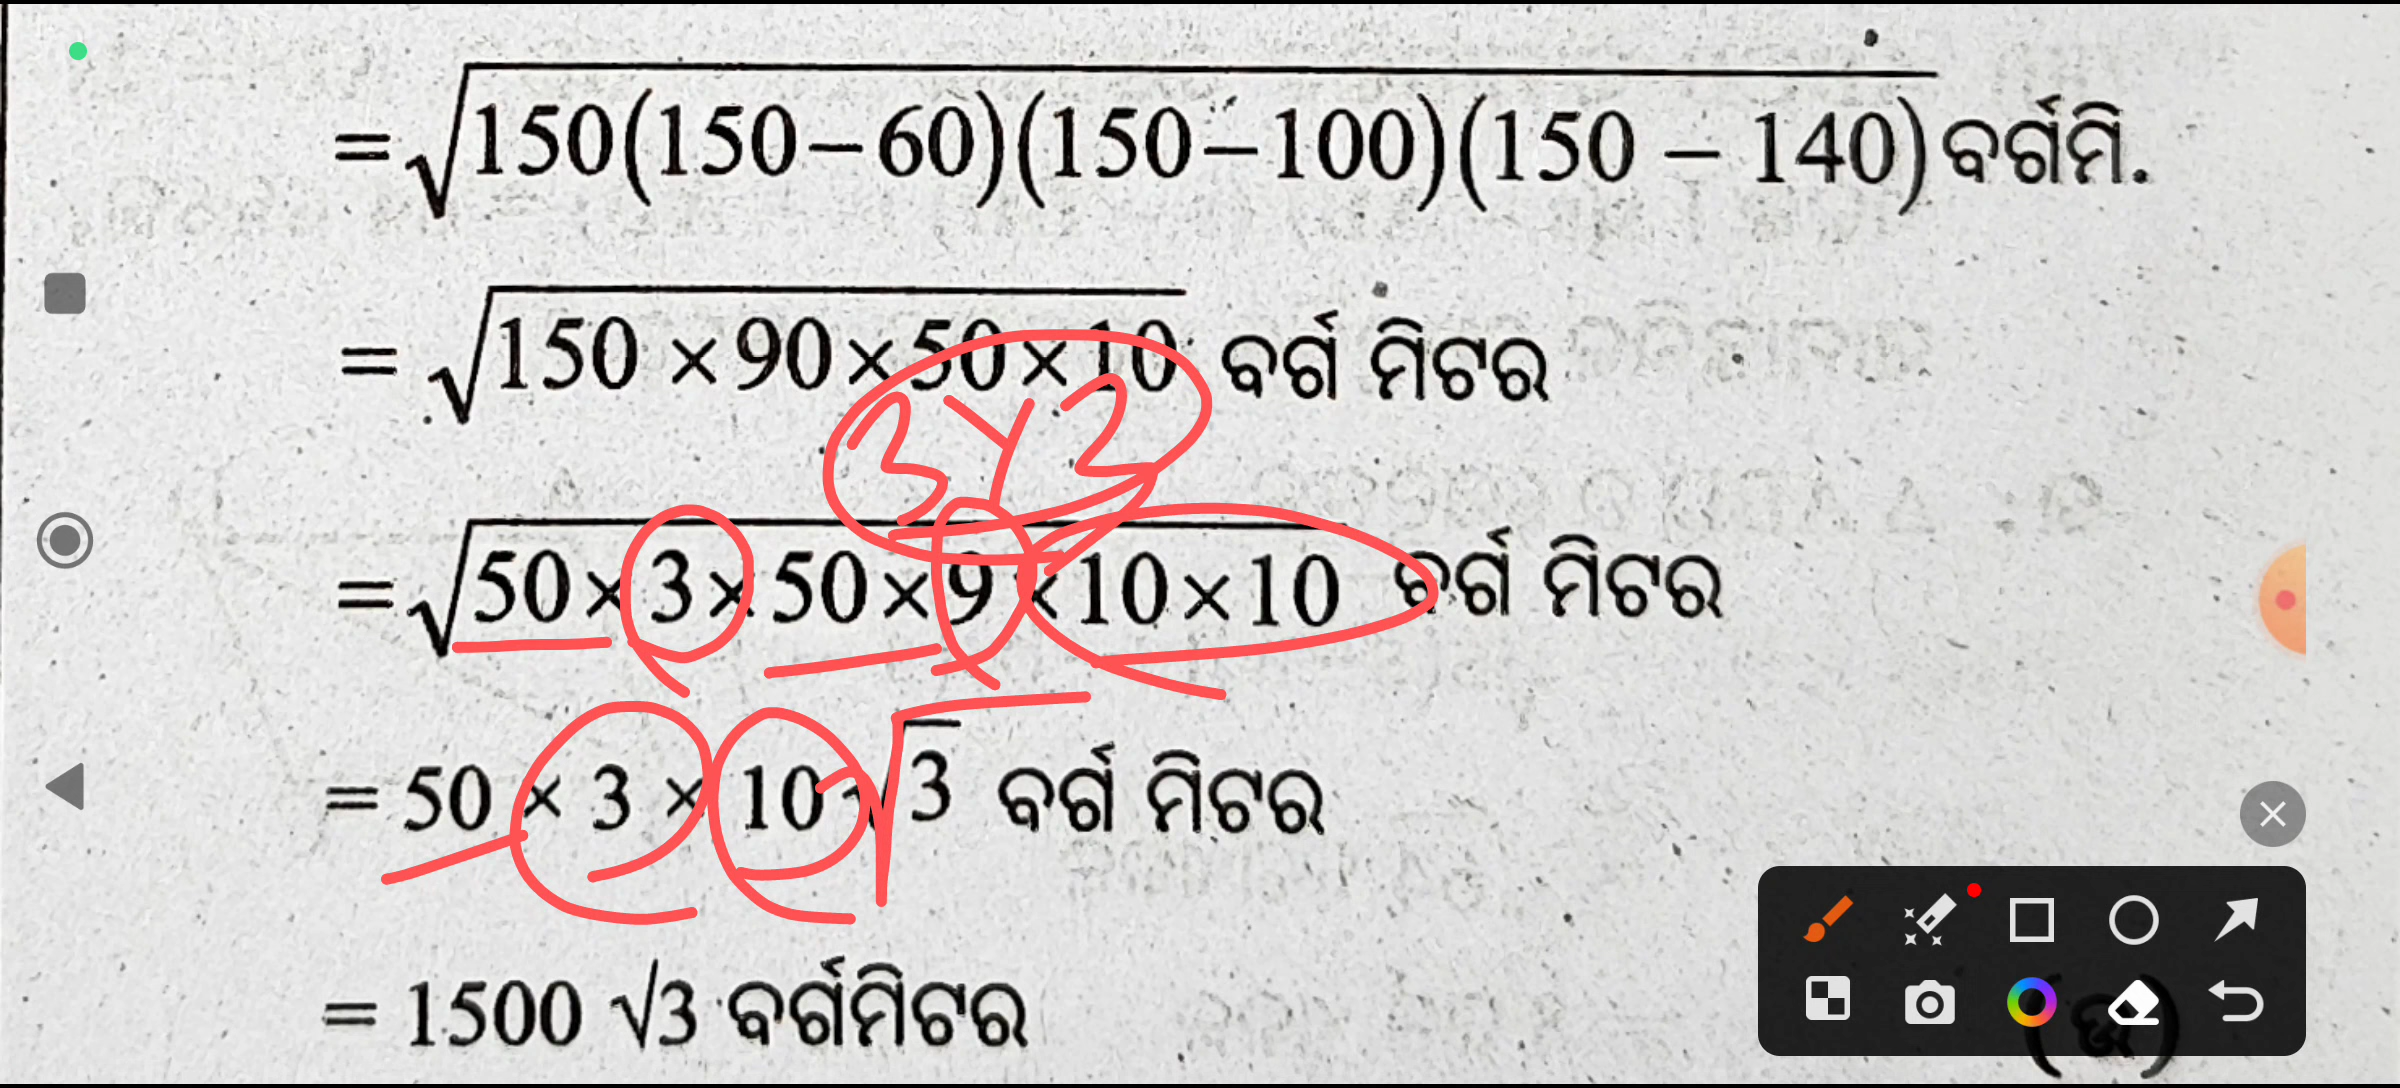 = √150(150−60)(150−100)(150 − 140) ବର୍ଗମି.
= √150 ×90×50×10 ବର୍ଗ ମିଟର
3 × 2
= √50×3×50×9×10×10 ବର୍ଗ ମିଟର
= 50 × 3 × 10 √3 ବର୍ଗ ମିଟର
= 1500 √3 ବର୍ଗମିଟର